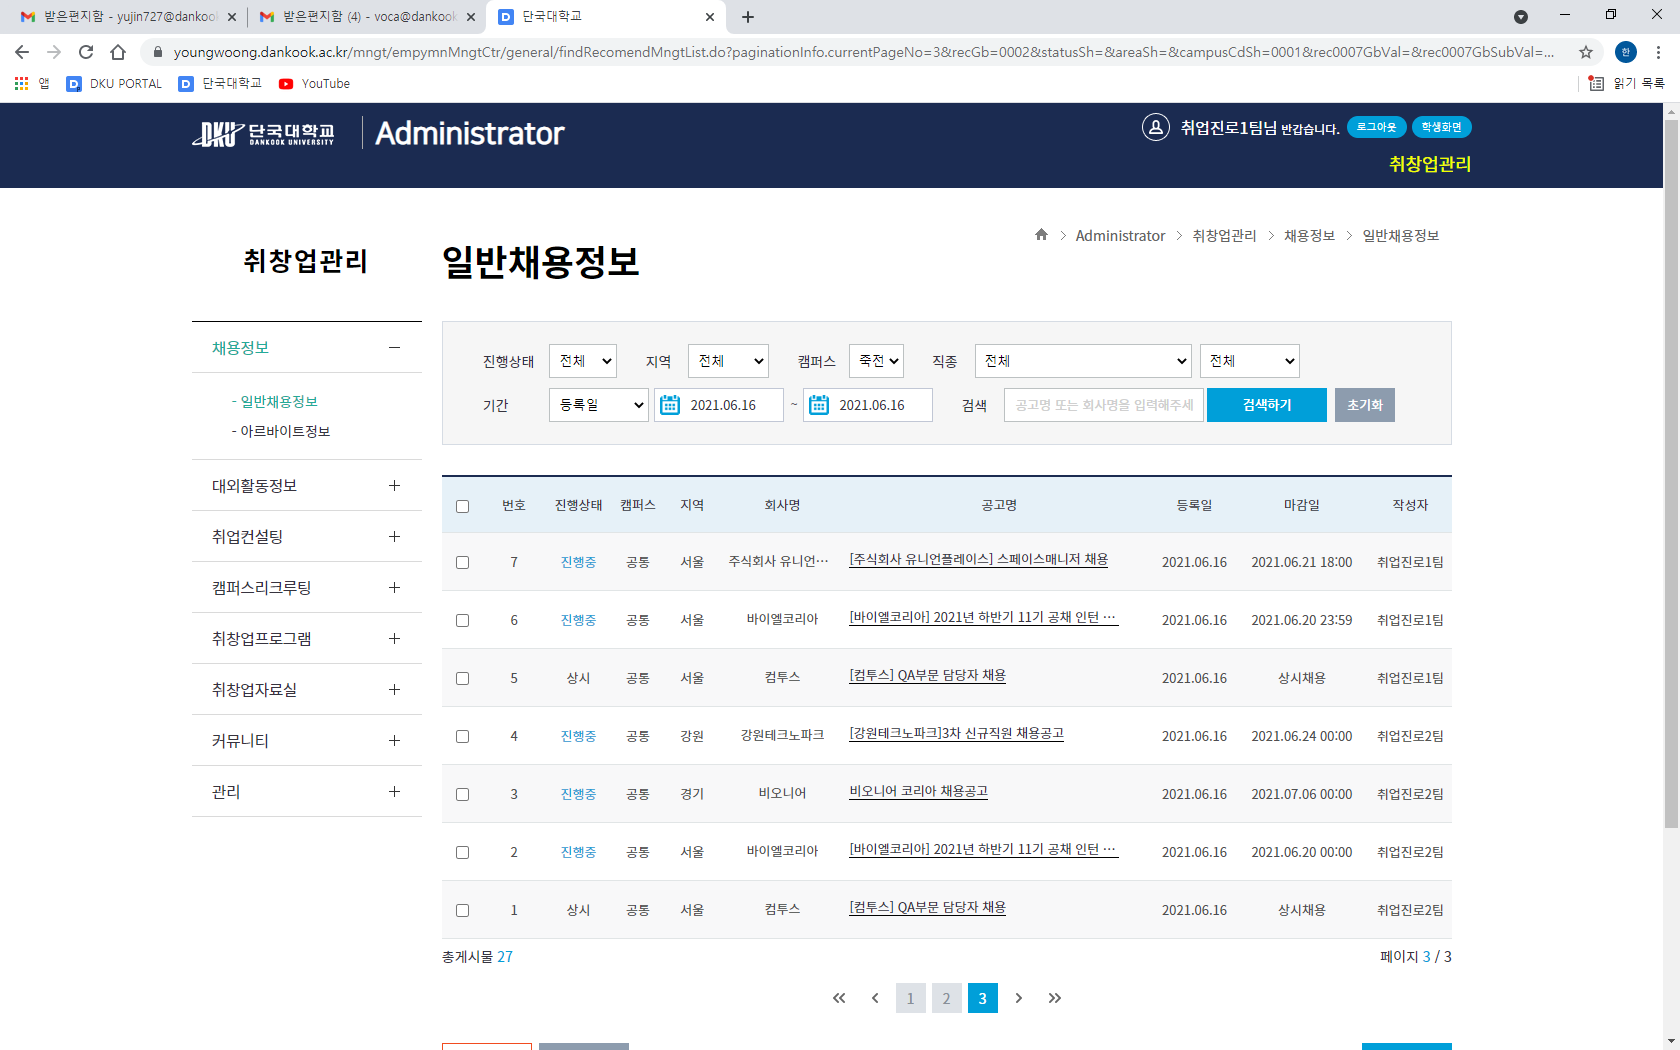 받은편지함 - yujin727@dankook
받은편지함 (4) - voca@dankook
단국대학교
youngwoong.dankook.ac.kr/mngt/empymnMngtCtr/general/findRecomendMngtList.do?paginationInfo.currentPageNo=3&recGb=0002&statusSh=&areaSh=&campusCdSh=0001&rec0007GbVal=&rec0007GbSubVal=...
한
앱 DKU PORTAL 단국대학교 YouTube 읽기 목록
DKU 단국대학교 DANKOOK UNIVERSITY Administrator
취업진로1팀님 반갑습니다. 로그아웃 학생화면
취창업관리
Administrator 취창업관리 채용정보 일반채용정보
취창업관리
채용정보
- 일반채용정보
- 아르바이트정보
대외활동정보
취업컨설팅
캠퍼스리크루팅
취창업프로그램
취창업자료실
커뮤니티
관리
일반채용정보
진행상태 전체 지역 전체 캠퍼스 죽전 직종 전체 전체
기간 등록일 2021.06.16 ~ 2021.06.16 검색 공고명 또는 회사명을 입력해주세 검색하기 초기화
번호 진행상태 캠퍼스 지역 회사명 공고명 등록일 마감일 작성자
7 진행중 공통 서울 주식회사 유니언… [주식회사 유니언플레이스] 스페이스매니저 채용 2021.06.16 2021.06.21 18:00 취업진로1팀
6 진행중 공통 서울 바이엘코리아 [바이엘코리아] 2021년 하반기 11기 공채 인턴 … 2021.06.16 2021.06.20 23:59 취업진로1팀
5 상시 공통 서울 컴투스 [컴투스] QA부문 담당자 채용 2021.06.16 상시채용 취업진로1팀
4 진행중 공통 강원 강원테크노파크 [강원테크노파크]3차 신규직원 채용공고 2021.06.16 2021.06.24 00:00 취업진로2팀
3 진행중 공통 경기 비오니어 비오니어 코리아 채용공고 2021.06.16 2021.07.06 00:00 취업진로2팀
2 진행중 공통 서울 바이엘코리아 [바이엘코리아] 2021년 하반기 11기 공채 인턴 … 2021.06.16 2021.06.20 00:00 취업진로2팀
1 상시 공통 서울 컴투스 [컴투스] QA부문 담당자 채용 2021.06.16 상시채용 취업진로2팀
총게시물 27 페이지 3 / 3
1 2 3